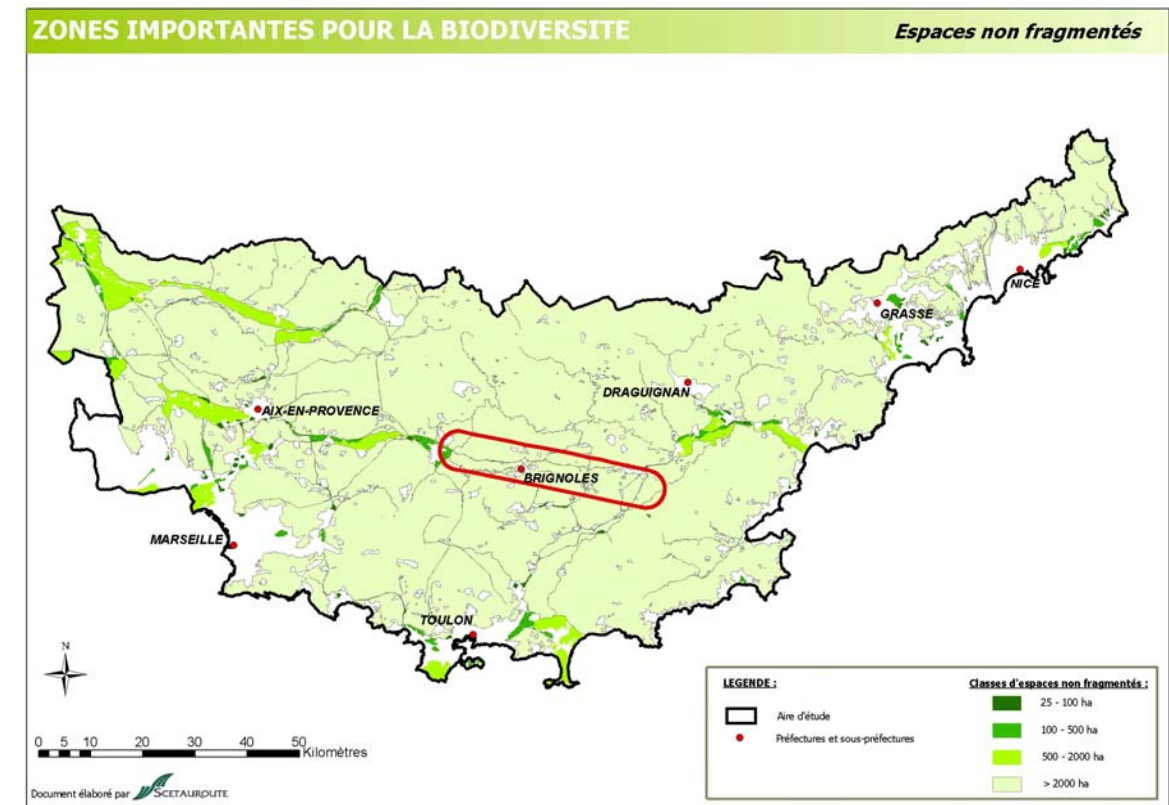 ZONES IMPORTANTES POUR LA BIODIVERSITE
Espaces non fragmentés
NICE
GRASSE
DRAGUIGNAN
AIX-EN-PROVENCE
BRIGNOLES
MARSEILLE
TOULON
N
0 5 10 20 30 40 50
Kilomètres
Document élaboré par SCETAUROUTE
LEGENDE :
Aire d'étude
Préfectures et sous-préfectures
Classes d'espaces non fragmentés :
25 - 100 ha
100 - 500 ha
500 - 2000 ha
> 2000 ha